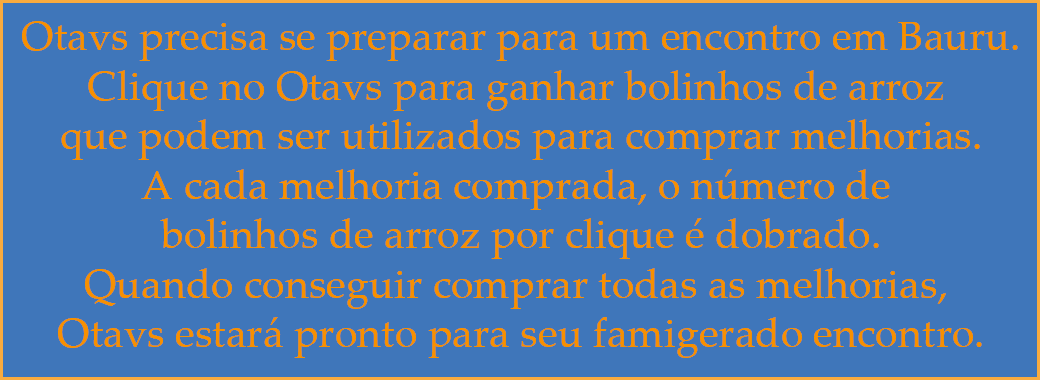 Otavs precisa se preparar para um encontro em Bauru.
Clique no Otavs para ganhar bolinhos de arroz
que podem ser utilizados para comprar melhorias.
A cada melhoria comprada, o número de
bolinhos de arroz por clique é dobrado.
Quando conseguir comprar todas as melhorias,
Otavs estará pronto para seu famigerado encontro.